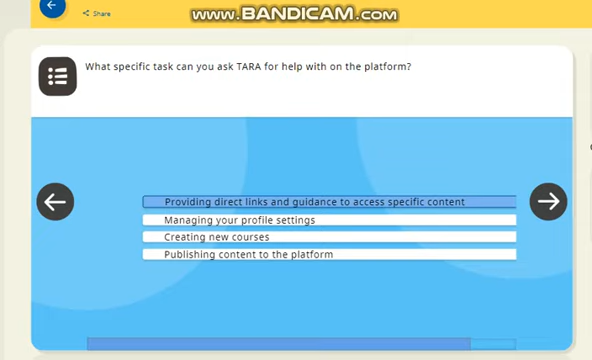 www.BANDICAM.com
Share
What specific task can you ask TARA for help with on the platform?
Providing direct links and guidance to access specific content
Managing your profile settings
Creating new courses
Publishing content to the platform